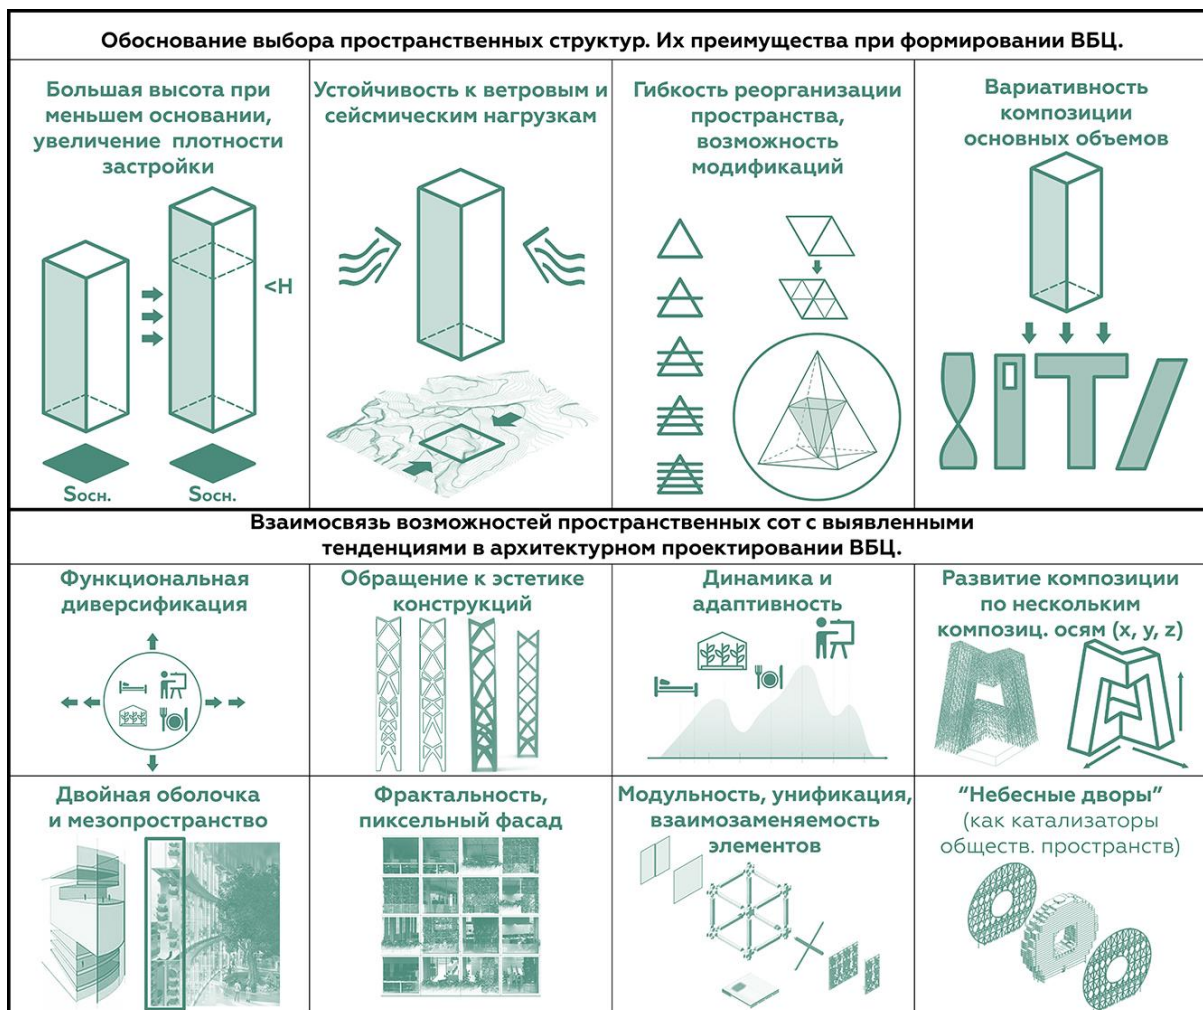 Обоснование выбора пространственных структур. Их преимущества при формировании ВБЦ.
Большая высота при
меньшем основании,
увеличение плотности
застройки
<H
Sосн.
Sосн.
Устойчивость к ветровым и
сейсмическим нагрузкам
Гибкость реорганизации
пространства,
возможность
модификаций
Вариативность
композиции
основных объемов
Взаимосвязь возможностей пространственных сот с выявленными
тенденциями в архитектурном проектировании ВБЦ.
Функциональная
диверсификация
Обращение к эстетике
конструкций
Динамика и
адаптивность
Развитие композиции
по нескольким
композиц. осям (x, y, z)
Двойная оболочка
и мезопространство
Фрактальность,
пиксельный фасад
Модульность, унификация,
взаимозаменяемость
элементов
“Небесные дворы”
(как катализаторы
обществ. пространств)